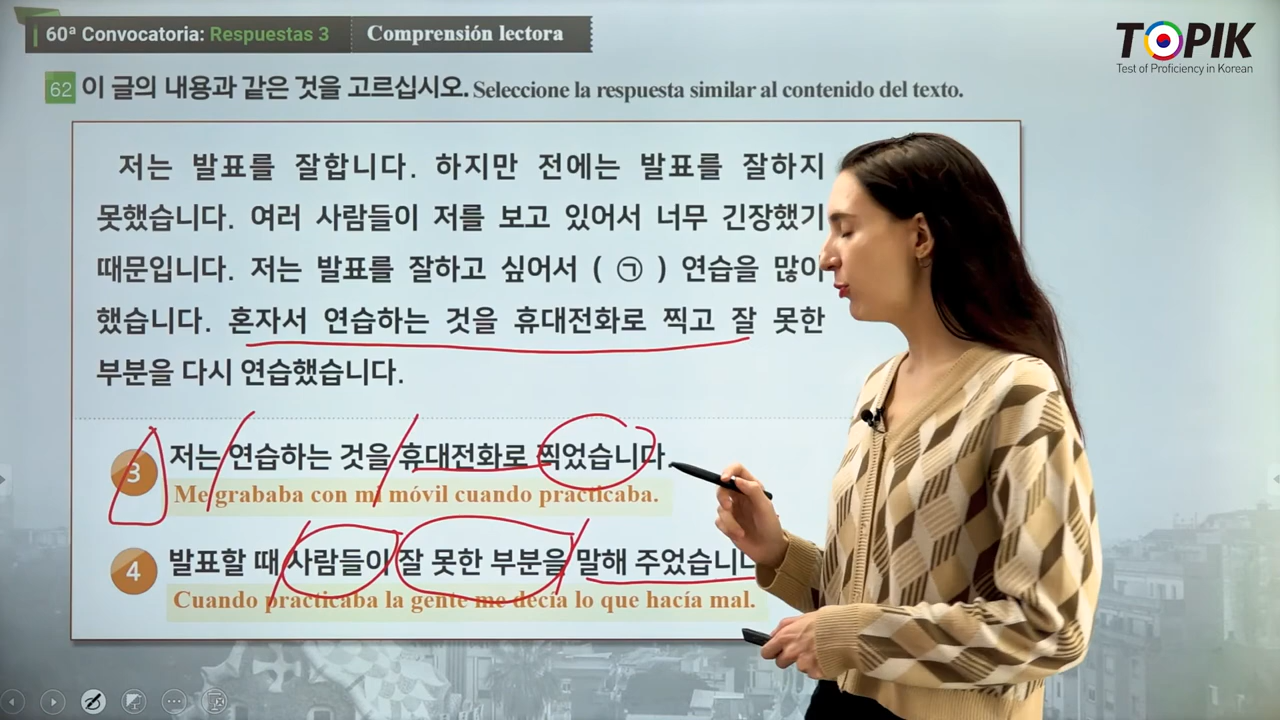 60ª Convocatoria: Respuestas 3 Comprensión lectora
TOPIK
Test of Proficiency in Korean
62 이 글의 내용과 같은 것을 고르십시오. Seleccione la respuesta similar al contenido del texto.
저는 발표를 잘합니다. 하지만 전에는 발표를 잘하지
못했습니다. 여러 사람들이 저를 보고 있어서 너무 긴장했기
때문입니다. 저는 발표를 잘하고 싶어서 ( ㉠ ) 연습을 많이
했습니다. 혼자서 연습하는 것을 휴대전화로 찍고 잘 못한
부분을 다시 연습했습니다.
3 저는 연습하는 것을 휴대전화로 찍었습니다.
Me grababa con mi móvil cuando practicaba.
4 발표할 때 사람들이 잘 못한 부분을 말해
Cuando practicaba la gente me decía lo que hacía mal.